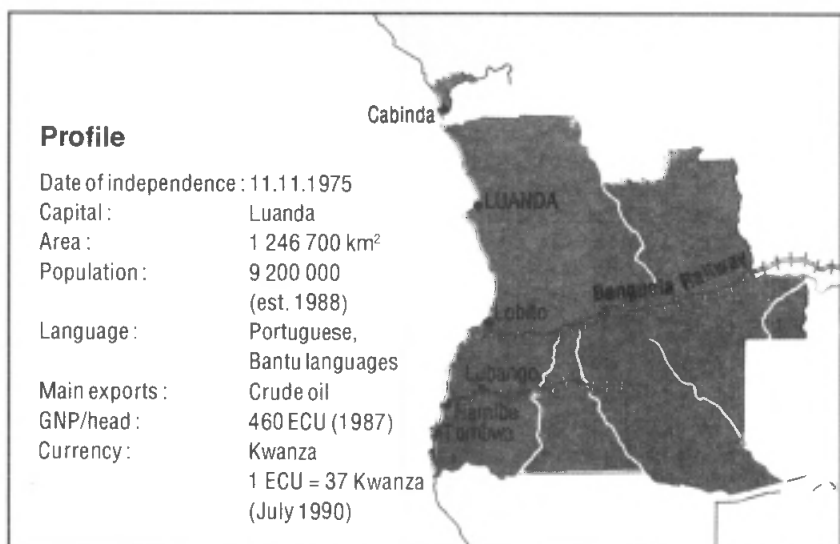 Profile
Date of independence : 11.11.1975
Capital : Luanda
Area : 1 246 700 km²
Population : 9 200 000
(est. 1988)
Language : Portuguese,
Bantu languages
Main exports : Crude oil
GNP/head : 460 ECU (1987)
Currency : Kwanza
1 ECU = 37 Kwanza
(July 1990)
Cabinda
LUANDA
Benguela Railway
Lobito
Lubango
Tombwa